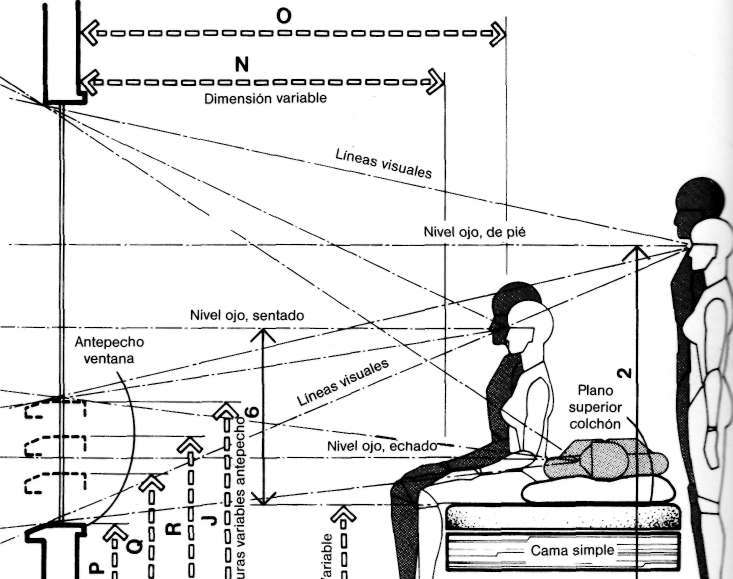 O
N
Dimensión variable
Líneas visuales
Nivel ojo, de pié
Nivel ojo, sentado
Antepecho
ventana
Líneas visuales
6
2
Plano
superior
colchón
Nivel ojo, echado
uras variables antepecho
J
R
Q
P
Variable
Cama simple